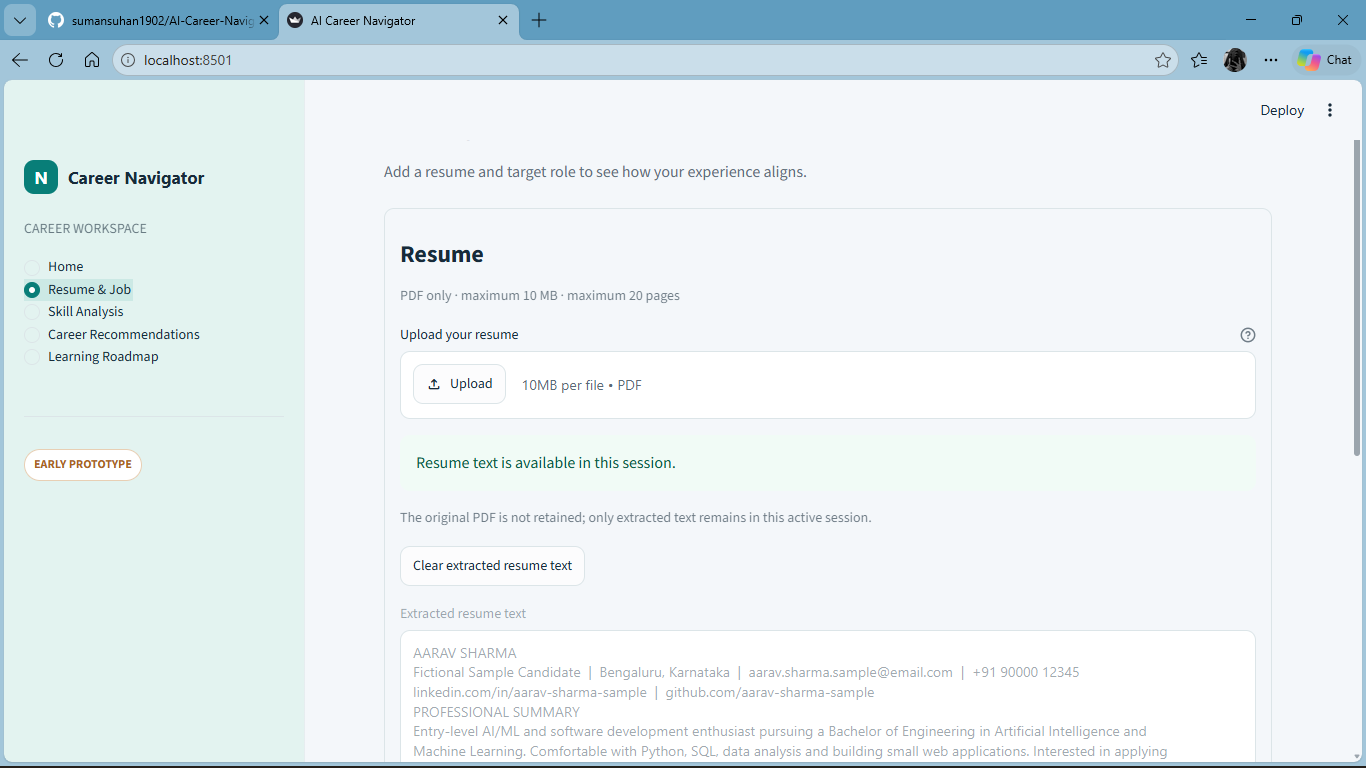 sumansuhan1902/AI-Career-Navig
AI Career Navigator
localhost:8501
Chat
Deploy
N Career Navigator
CAREER WORKSPACE
Home
Resume & Job
Skill Analysis
Career Recommendations
Learning Roadmap
EARLY PROTOTYPE
Add a resume and target role to see how your experience aligns.
Resume
PDF only · maximum 10 MB · maximum 20 pages
Upload your resume
?
Upload 10MB per file • PDF
Resume text is available in this session.
The original PDF is not retained; only extracted text remains in this active session.
Clear extracted resume text
Extracted resume text
AARAV SHARMA
Fictional Sample Candidate | Bengaluru, Karnataka | aarav.sharma.sample@email.com | +91 90000 12345
linkedin.com/in/aarav-sharma-sample | github.com/aarav-sharma-sample
PROFESSIONAL SUMMARY
Entry-level AI/ML and software development enthusiast pursuing a Bachelor of Engineering in Artificial Intelligence and
Machine Learning. Comfortable with Python, SQL, data analysis and building small web applications. Interested in applying